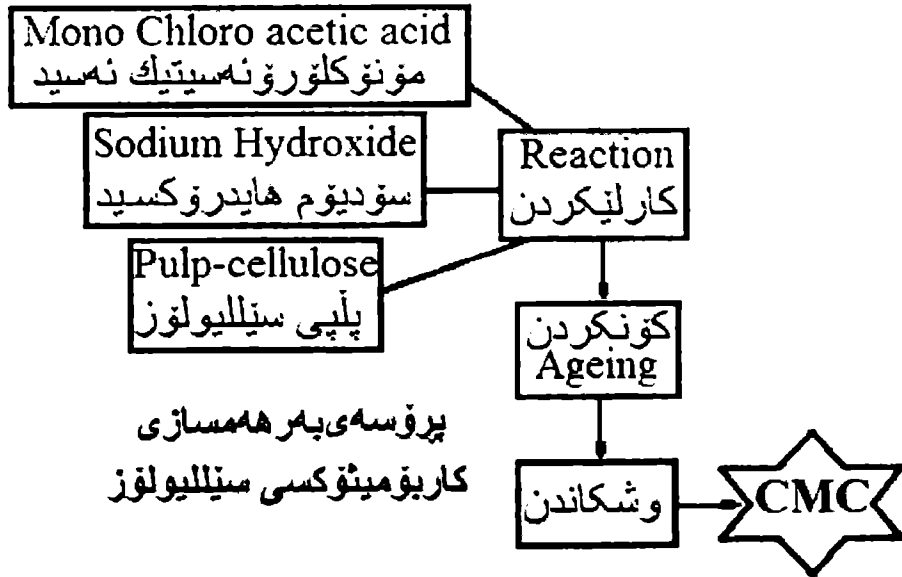 Mono Chloro acetic acid
مۆنۆکلۆرۆئەسیتیك ئەسید
Sodium Hydroxide
سۆدیۆم هایدرۆکسید
Pulp-cellulose
پڵپی سێللیولۆز
Reaction
کارلێکردن
کۆنکردن
Ageing
وشکاندن
CMC
پرۆسەی بەرهەمسازی
کاربۆمیثۆکسی سێللیولۆز